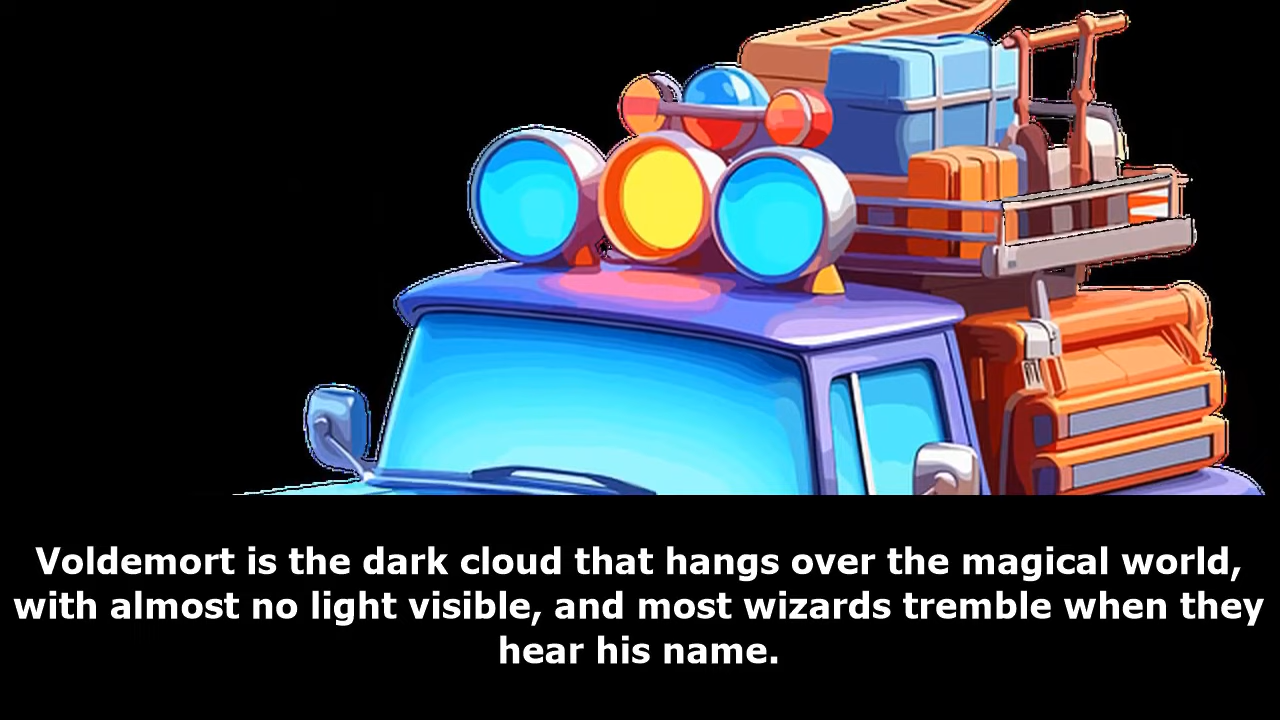 Voldemort is the dark cloud that hangs over the magical world,
with almost no light visible, and most wizards tremble when they
hear his name.